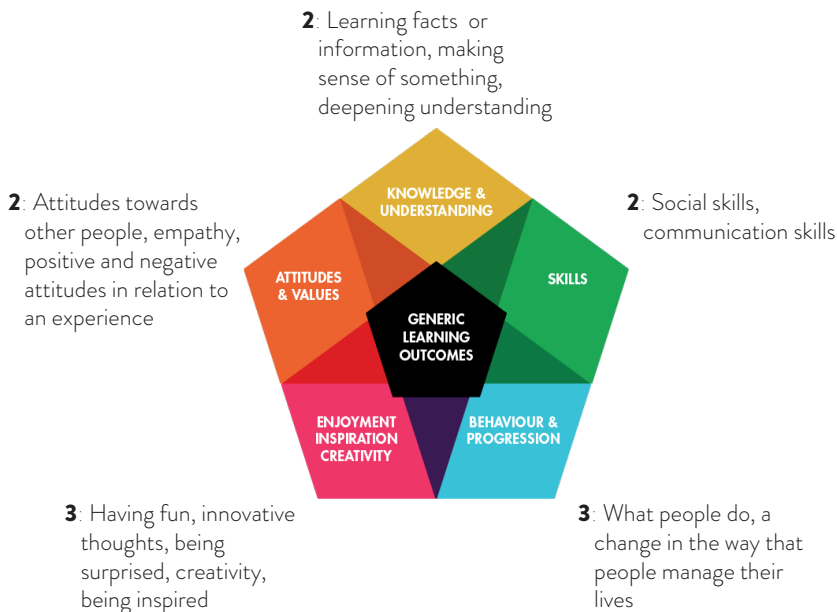 2: Learning facts or
information, making
sense of something,
deepening understanding
KNOWLEDGE &
UNDERSTANDING
2: Attitudes towards
other people, empathy,
positive and negative
attitudes in relation to
an experience
ATTITUDES
& VALUES
2: Social skills,
communication skills
SKILLS
GENERIC
LEARNING
OUTCOMES
ENJOYMENT
INSPIRATION
CREATIVITY
BEHAVIOUR &
PROGRESSION
3: Having fun, innovative
thoughts, being
surprised, creativity,
being inspired
3: What people do, a
change in the way that
people manage their
lives